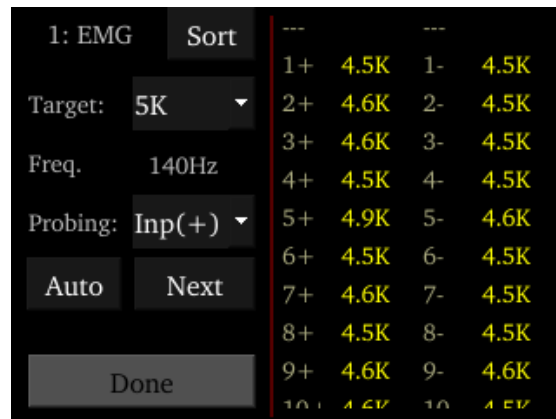 1: EMG Sort
Target: 5K
Freq. 140Hz
Probing: Inp(+)
Auto Next
Done
--- ---
1+ 4.5K 1- 4.5K
2+ 4.6K 2- 4.5K
3+ 4.6K 3- 4.5K
4+ 4.5K 4- 4.5K
5+ 4.9K 5- 4.6K
6+ 4.5K 6- 4.5K
7+ 4.6K 7- 4.5K
8+ 4.5K 8- 4.5K
9+ 4.6K 9- 4.6K